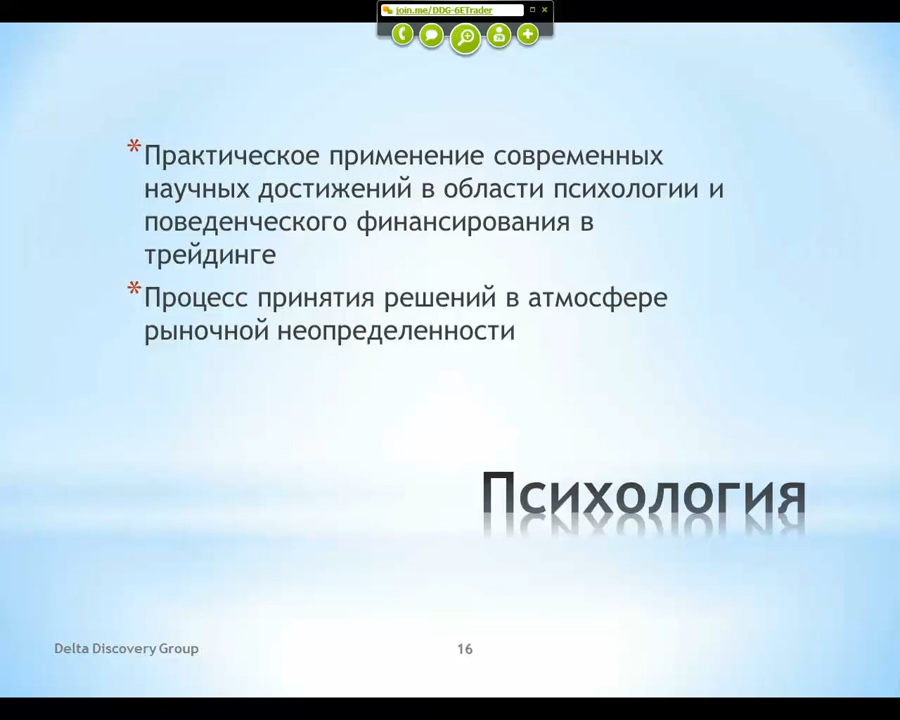 join.me/DDG-6ETrader
* Практическое применение современных
научных достижений в области психологии и
поведенческого финансирования в
трейдинге
* Процесс принятия решений в атмосфере
рыночной неопределенности
Психология
Delta Discovery Group
16